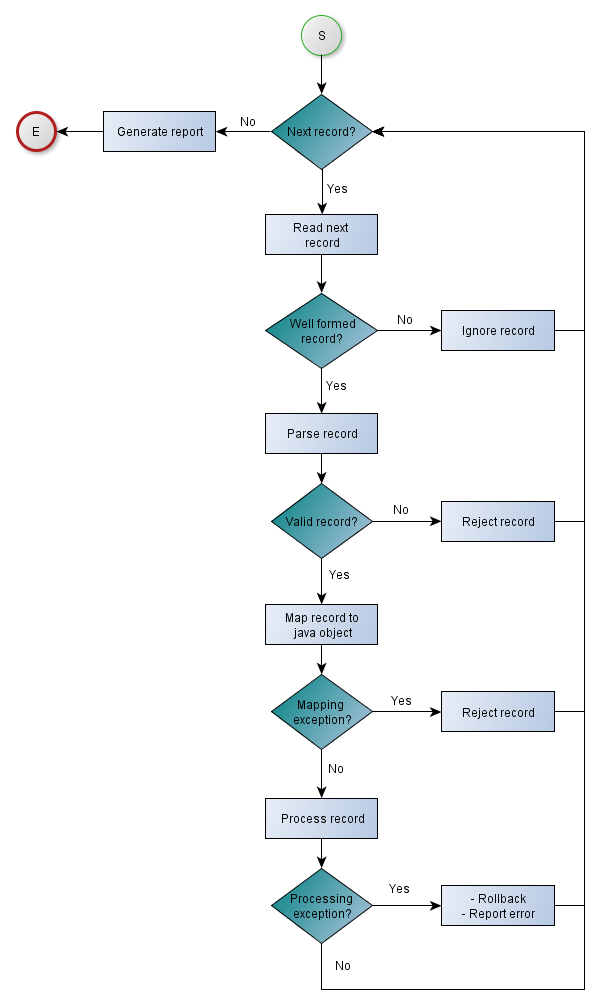 S
E
Generate report
No
Next record?
Yes
Read next
record
Well formed
record?
No
Ignore record
Yes
Parse record
Valid record?
No
Reject record
Yes
Map record to
java object
Mapping
exception?
Yes
Reject record
No
Process record
Processing
exception?
Yes
- Rollback
- Report error
No